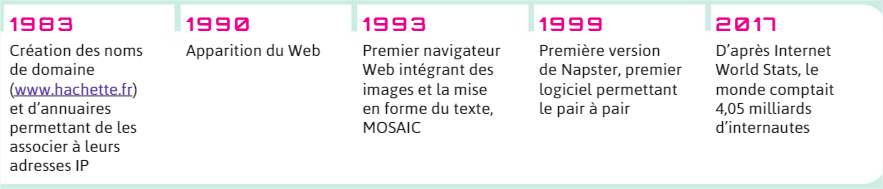 1983
Création des noms
de domaine
(www.hachette.fr)
et d'annuaires
permettant de les
associer à leurs
adresses IP
1990
Apparition du Web
1993
Premier navigateur
Web intégrant des
images et la mise
en forme du texte,
MOSAIC
1999
Première version
de Napster, premier
logiciel permettant
le pair à pair
2017
D'après Internet
World Stats, le
monde comptait
4,05 milliards
d'internautes